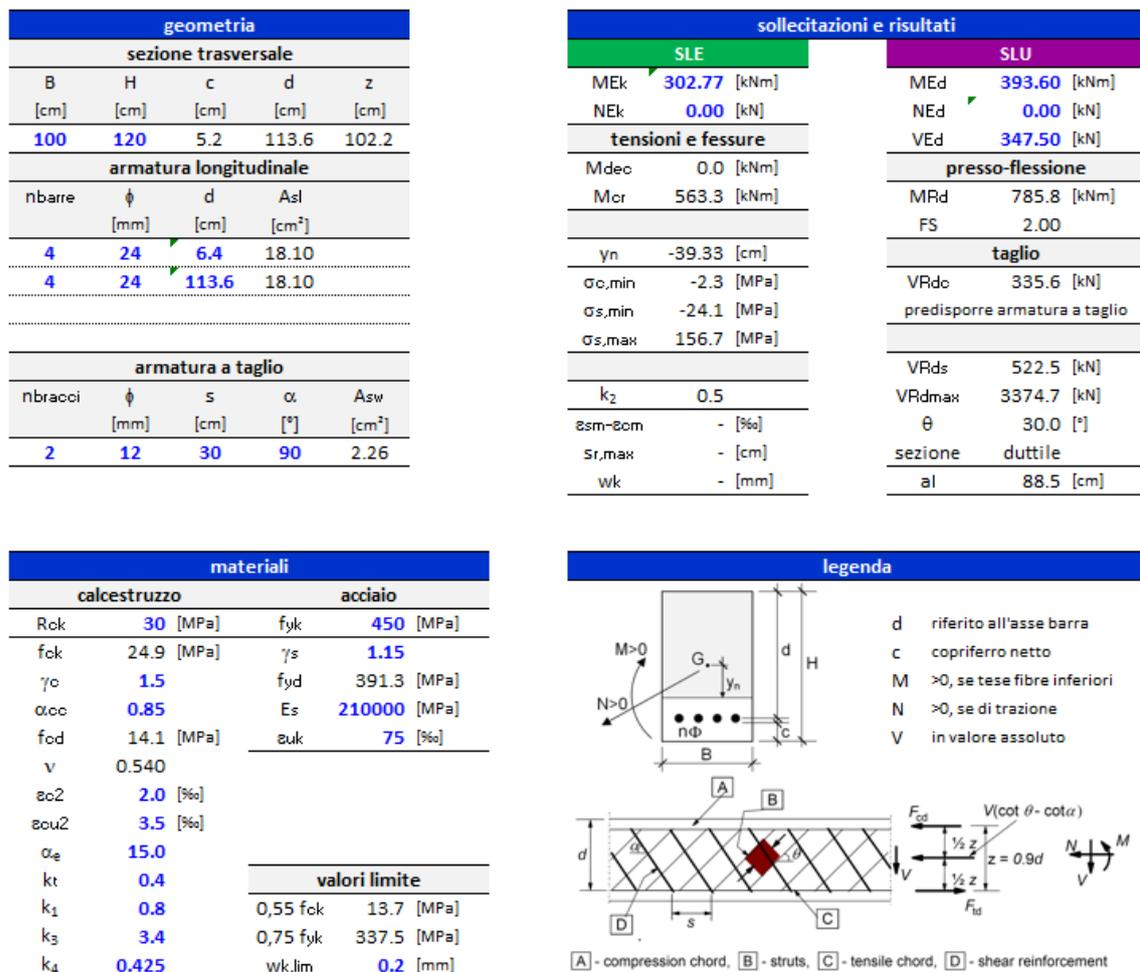 geometria
sezione trasversale
B H c d z
[cm] [cm] [cm] [cm] [cm]
100 120 5.2 113.6 102.2
armatura longitudinale
nbarre ϕ d Asl
[mm] [cm] [cm²]
4 24 6.4 18.10
4 24 113.6 18.10
armatura a taglio
nbracci ϕ s α Asw
[mm] [cm] [°] [cm²]
2 12 30 90 2.26
sollecitazioni e risultati
SLE
MEk 302.77 [kNm]
NEk 0.00 [kN]
tensioni e fessure
Mdec 0.0 [kNm]
Mcr 563.3 [kNm]
yn -39.33 [cm]
σc,min -2.3 [MPa]
σs,min -24.1 [MPa]
σs,max 156.7 [MPa]
k2 0.5
εsm-εcm - [‰]
sr,max - [cm]
wk - [mm]
SLU
MEd 393.60 [kNm]
NEd 0.00 [kN]
VEd 347.50 [kN]
presso-flessione
MRd 785.8 [kNm]
FS 2.00
taglio
VRdc 335.6 [kN]
predisporre armatura a taglio
VRds 522.5 [kN]
VRdmax 3374.7 [kN]
θ 30.0 [°]
sezione duttile
al 88.5 [cm]
materiali
calcestruzzo acciaio
Rck 30 [MPa] fyk 450 [MPa]
fck 24.9 [MPa] γs 1.15
γc 1.5 fyd 391.3 [MPa]
αcc 0.85 Es 210000 [MPa]
fcd 14.1 [MPa] εuk 75 [‰]
ν 0.540
εc2 2.0 [‰]
εcu2 3.5 [‰]
αe 15.0
kt 0.4 valori limite
k1 0.8 0,55 fck 13.7 [MPa]
k3 3.4 0,75 fyk 337.5 [MPa]
k4 0.425 wk,lim 0.2 [mm]
legenda
M>0 G yn d H
N>0 nΦ c
B
d riferito all'asse barra
c copriferro netto
M >0, se tese fibre inferiori
N >0, se di trazione
V in valore assoluto
A B Fcd V(cot θ - cotα)
d α θ V ½ z z = 0.9d N M
½ z V
D s C Ftd
A - compression chord, B - struts, C - tensile chord, D - shear reinforcement